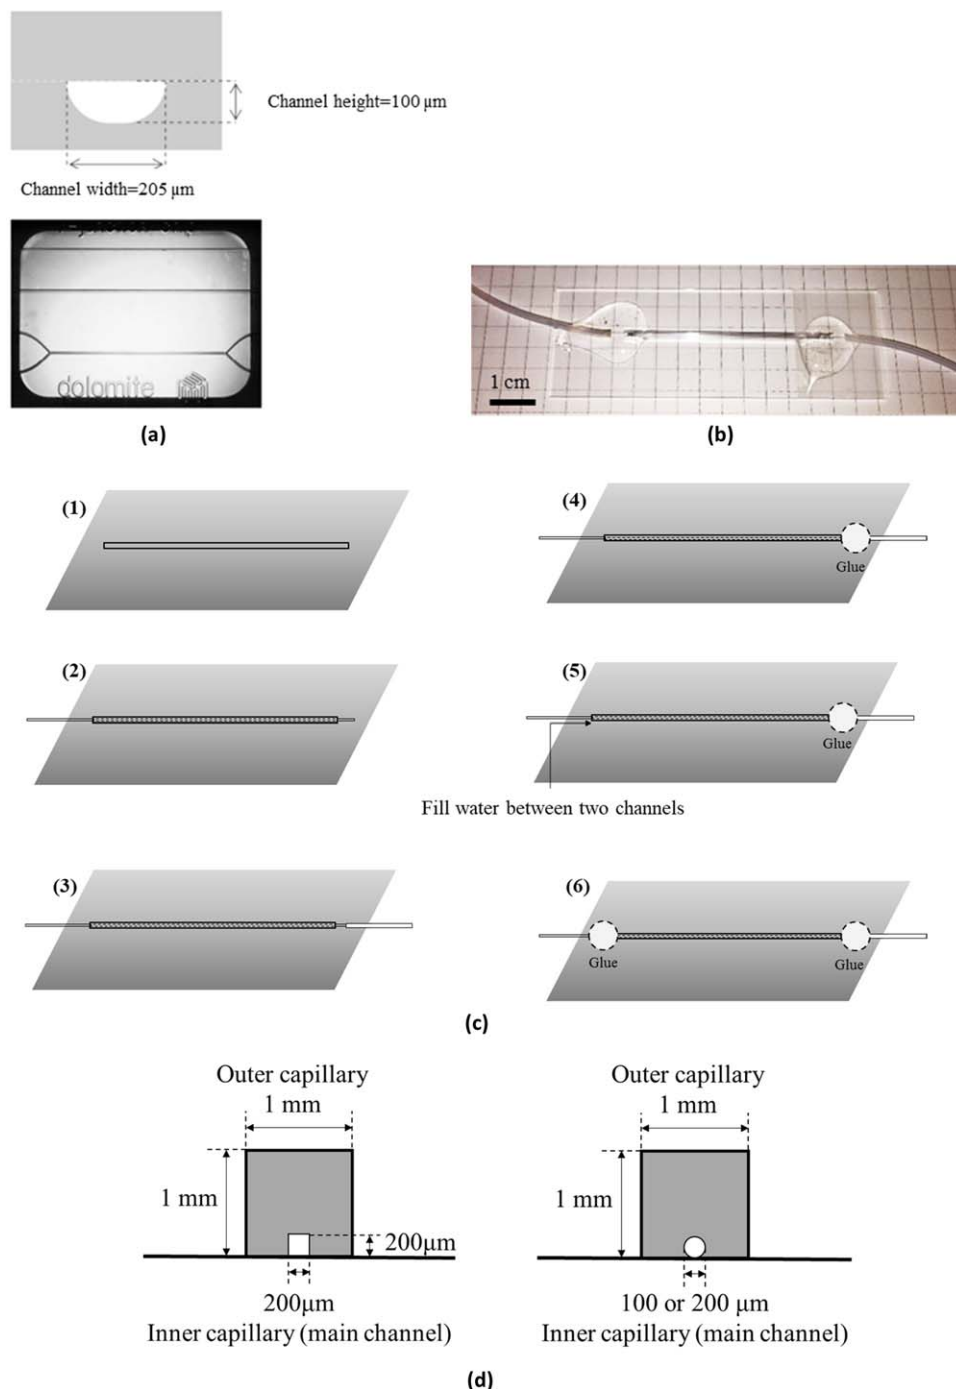 Channel height=100 µm
Channel width=205 µm
dolomite
(a)
1 cm
(b)
(1)
(4)
Glue
(2)
(5)
Glue
Fill water between two channels
(3)
(6)
Glue
Glue
(c)
Outer capillary
1 mm
1 mm
200µm
200µm
Inner capillary (main channel)
Outer capillary
1 mm
1 mm
100 or 200 µm
Inner capillary (main channel)
(d)